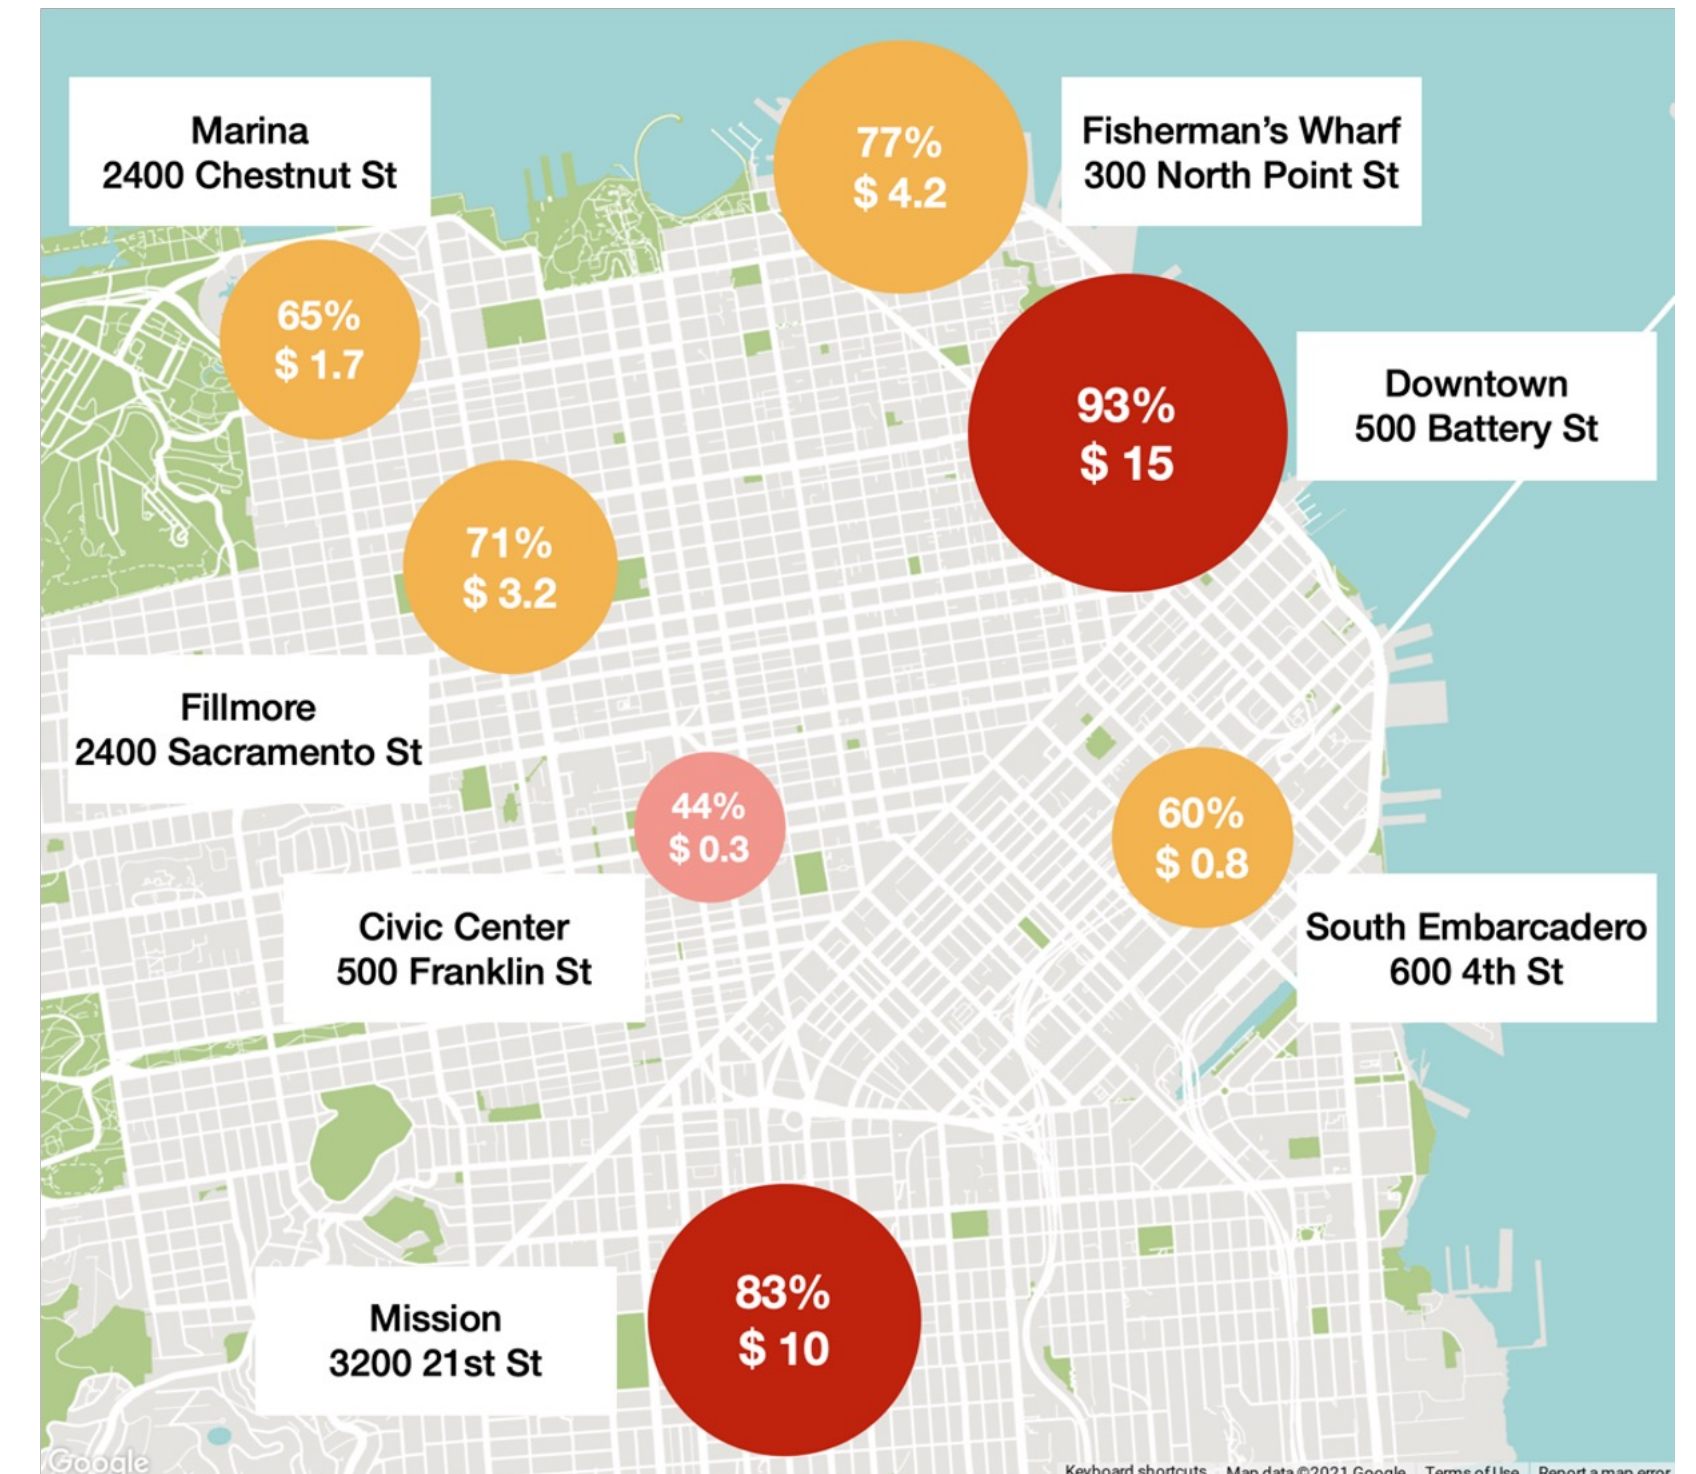 Marina
2400 Chestnut St
77%
$ 4.2
Fisherman's Wharf
300 North Point St
65%
$ 1.7
93%
$ 15
Downtown
500 Battery St
71%
$ 3.2
Fillmore
2400 Sacramento St
44%
$ 0.3
60%
$ 0.8
Civic Center
500 Franklin St
South Embarcadero
600 4th St
83%
$ 10
Mission
3200 21st St
Google
Keyboard shortcuts Map data ©2021 Google Terms of Use Report a map error